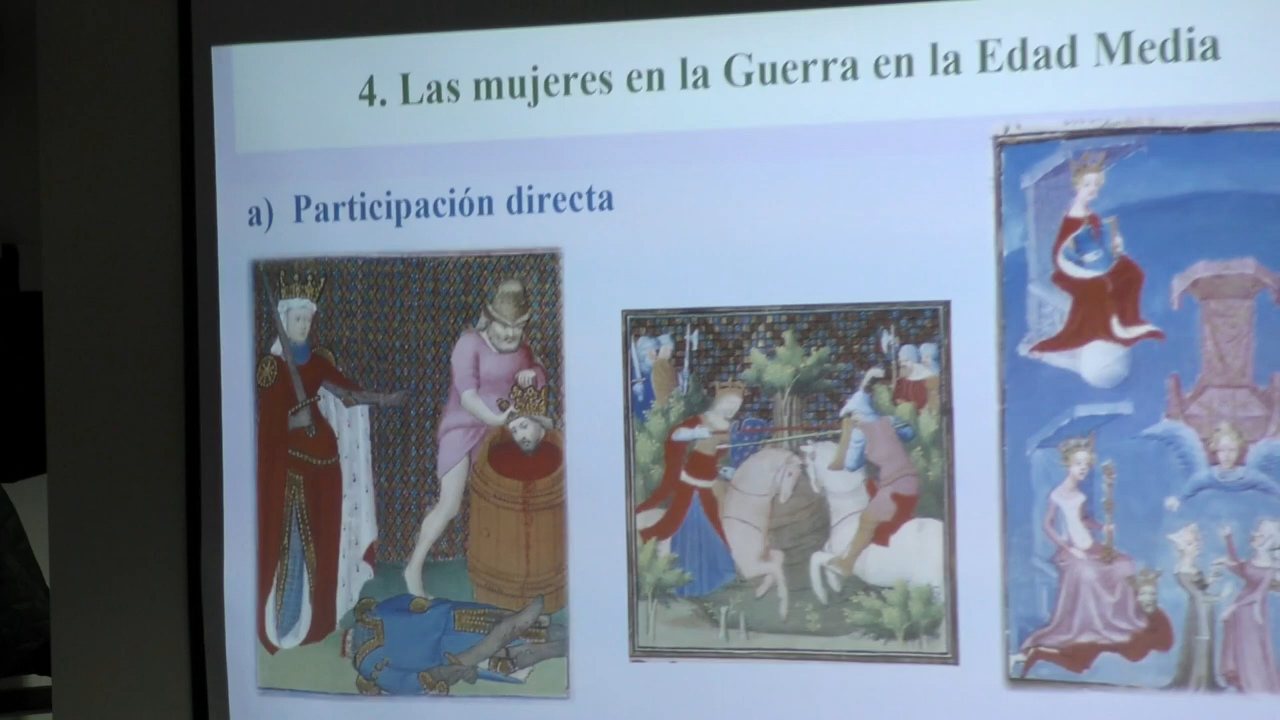 4. Las mujeres en la Guerra en la Edad Media
a) Participación directa